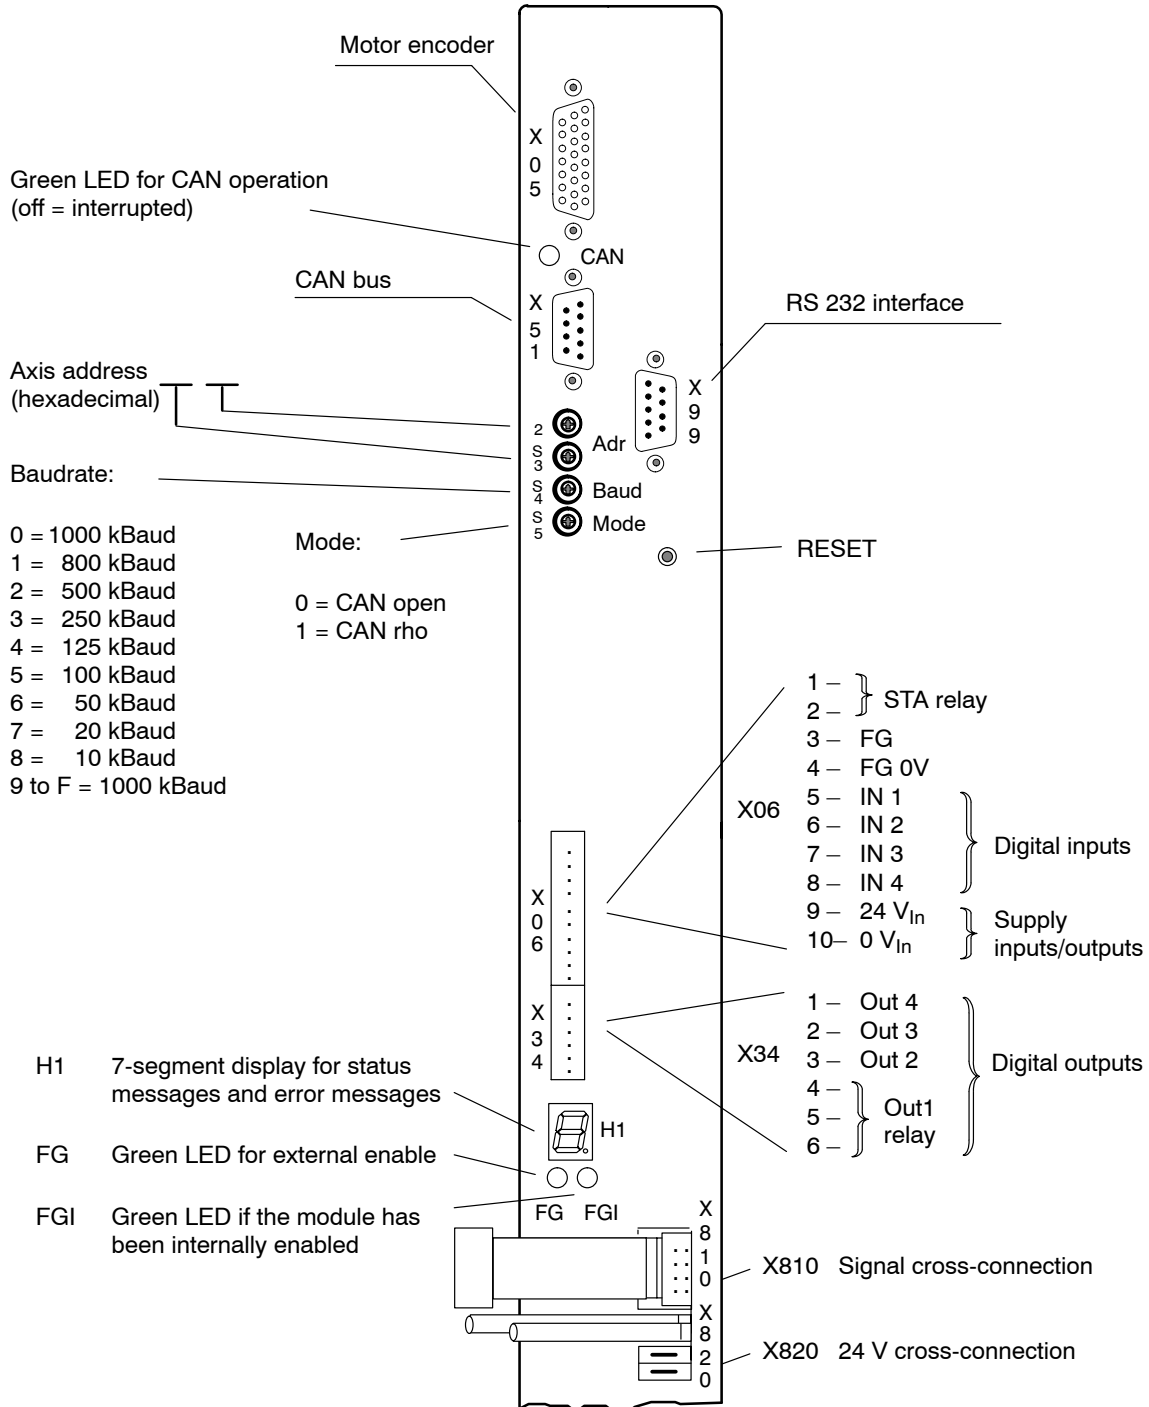 Motor encoder
X
0
5
Green LED for CAN operation
(off = interrupted)
CAN
CAN bus
X
5
1
RS 232 interface
X
9
9
Axis address
(hexadecimal)
2
S
3
Adr
Baudrate:
S
4
Baud
S
5
Mode
0 = 1000 kBaud
1 = 800 kBaud
2 = 500 kBaud
3 = 250 kBaud
4 = 125 kBaud
5 = 100 kBaud
6 = 50 kBaud
7 = 20 kBaud
8 = 10 kBaud
9 to F = 1000 kBaud
Mode:
0 = CAN open
1 = CAN rho
RESET
X06
1 –
2 –
STA relay
3 – FG
4 – FG 0V
5 – IN 1
6 – IN 2
7 – IN 3
8 – IN 4
Digital inputs
9 – 24 VIn
10– 0 VIn
Supply
inputs/outputs
X
0
6
X
3
4
X34
1 – Out 4
2 – Out 3
3 – Out 2
4 –
5 –
6 –
Out1
relay
Digital outputs
H1 7-segment display for status
messages and error messages
H1
FG Green LED for external enable
FGI Green LED if the module has
been internally enabled
FG FGI
X
8
1
0
X810 Signal cross-connection
X
8
2
0
X820 24 V cross-connection